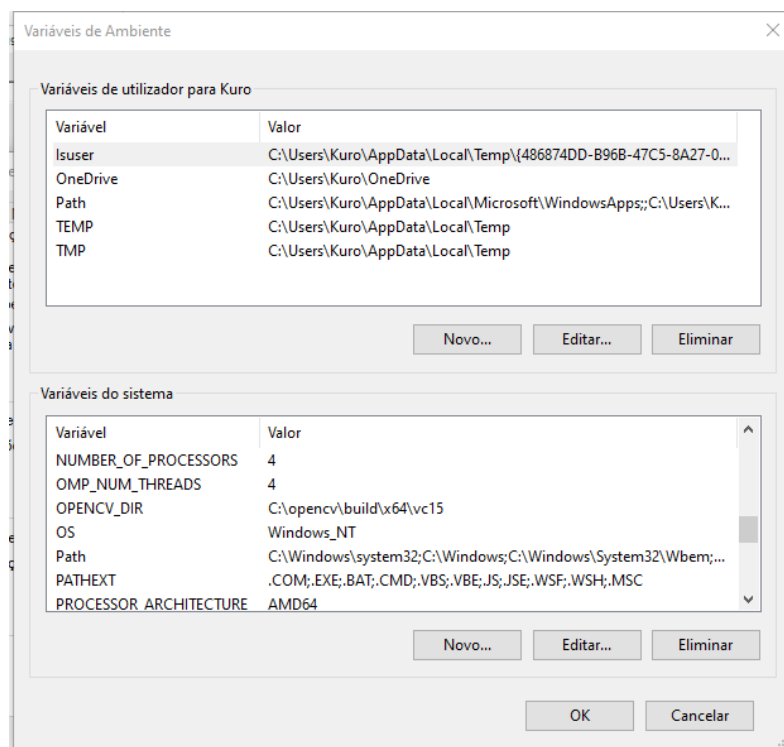 Variáveis de Ambiente
Variáveis de utilizador para Kuro
Variável Valor
lsuser C:\Users\Kuro\AppData\Local\Temp\{486874DD-B96B-47C5-8A27-0...
OneDrive C:\Users\Kuro\OneDrive
Path C:\Users\Kuro\AppData\Local\Microsoft\WindowsApps;;C:\Users\K...
TEMP C:\Users\Kuro\AppData\Local\Temp
TMP C:\Users\Kuro\AppData\Local\Temp
Novo... Editar... Eliminar
Variáveis do sistema
Variável Valor
NUMBER_OF_PROCESSORS 4
OMP_NUM_THREADS 4
OPENCV_DIR C:\opencv\build\x64\vc15
OS Windows_NT
Path C:\Windows\system32;C:\Windows;C:\Windows\System32\Wbem;...
PATHEXT .COM;.EXE;.BAT;.CMD;.VBS;.VBE;.JS;.JSE;.WSF;.WSH;.MSC
PROCESSOR_ARCHITECTURE AMD64
Novo... Editar... Eliminar
OK Cancelar